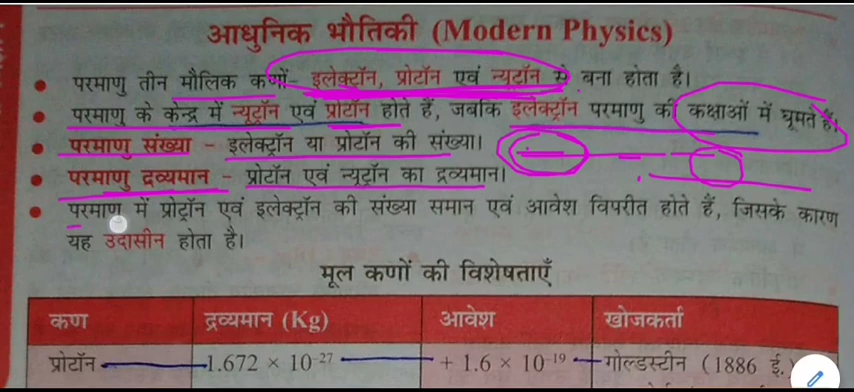 आधुनिक भौतिकी (Modern Physics)
• परमाणु तीन मौलिक कणों– इलेक्ट्रॉन, प्रोटॉन एवं न्यूट्रॉन से बना होता है।
• परमाणु के केन्द्र में न्यूट्रॉन एवं प्रोटॉन होते हैं, जबकि इलेक्ट्रॉन परमाणु की कक्षाओं में घूमते हैं।
• परमाणु संख्या – इलेक्ट्रॉन या प्रोटॉन की संख्या।
• परमाणु द्रव्यमान – प्रोटॉन एवं न्यूट्रॉन का द्रव्यमान।
• परमाणु में प्रोट्रॉन एवं इलेक्ट्रॉन की संख्या समान एवं आवेश विपरीत होते हैं, जिसके कारण
यह उदासीन होता है।
मूल कणों की विशेषताएँ
कण द्रव्यमान (Kg) आवेश खोजकर्ता
प्रोटॉन 1.672 × 10⁻²⁷ + 1.6 × 10⁻¹⁹ गोल्डस्टीन (1886 ई.)